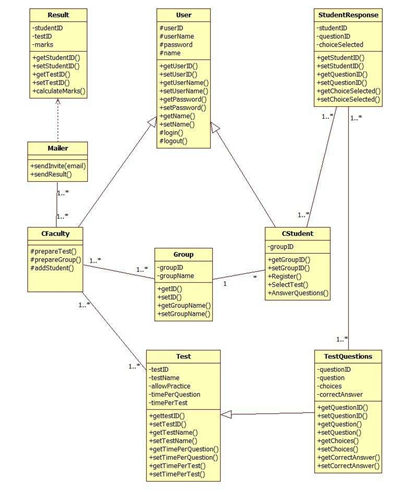 Result
-studentID
-testID
-marks
+getStudentID()
+setStudentID()
+getTestID()
+setTestID()
+calculateMarks()
User
#userID
#userName
#password
#name
#getUserID()
#setUserID()
#getUserName()
#setUserName()
#getPassword()
#setPassword()
+getName()
+setName()
#login()
#logout()
StudentResponse
-studentID
-questionID
-choiceSelected
+getStudentID()
+setStudentID()
+getQuestionID()
+setQuestionID()
+getChoiceSelected()
+setChoiceSelected()
1..*
1..*
Mailer
+sendInvite(email)
+sendResult()
1..*
1..*
1..*
CFaculty
#prepareTest()
#prepareGroup()
#addStudent()
1..*
1..*
Group
-groupID
-groupName
+getID()
+setID()
+getGroupName()
+setGroupName()
1
*
CStudent
-groupID
+getGroupID()
+setGroupID()
+Register()
+SelectTest()
+AnswerQuestions()
1..*
1..*
1..*
Test
-testID
-testName
-allowPractice
-timePerQuestion
-timePerTest
+gettestID()
+setTestID()
+getTestName()
+setTestName()
+getTimePerQuestion()
+setTimePerQuestion()
+getTimePerTest()
+setTimePerTest()
TestQuestions
-questionID
-question
-choices
-correctAnswer
+getQuestionID()
+setQuestionID()
+getQuestion()
+setQuestion()
+getChoices()
+setChoices()
+getCorrectAnswer()
+setCorrectAnswer()